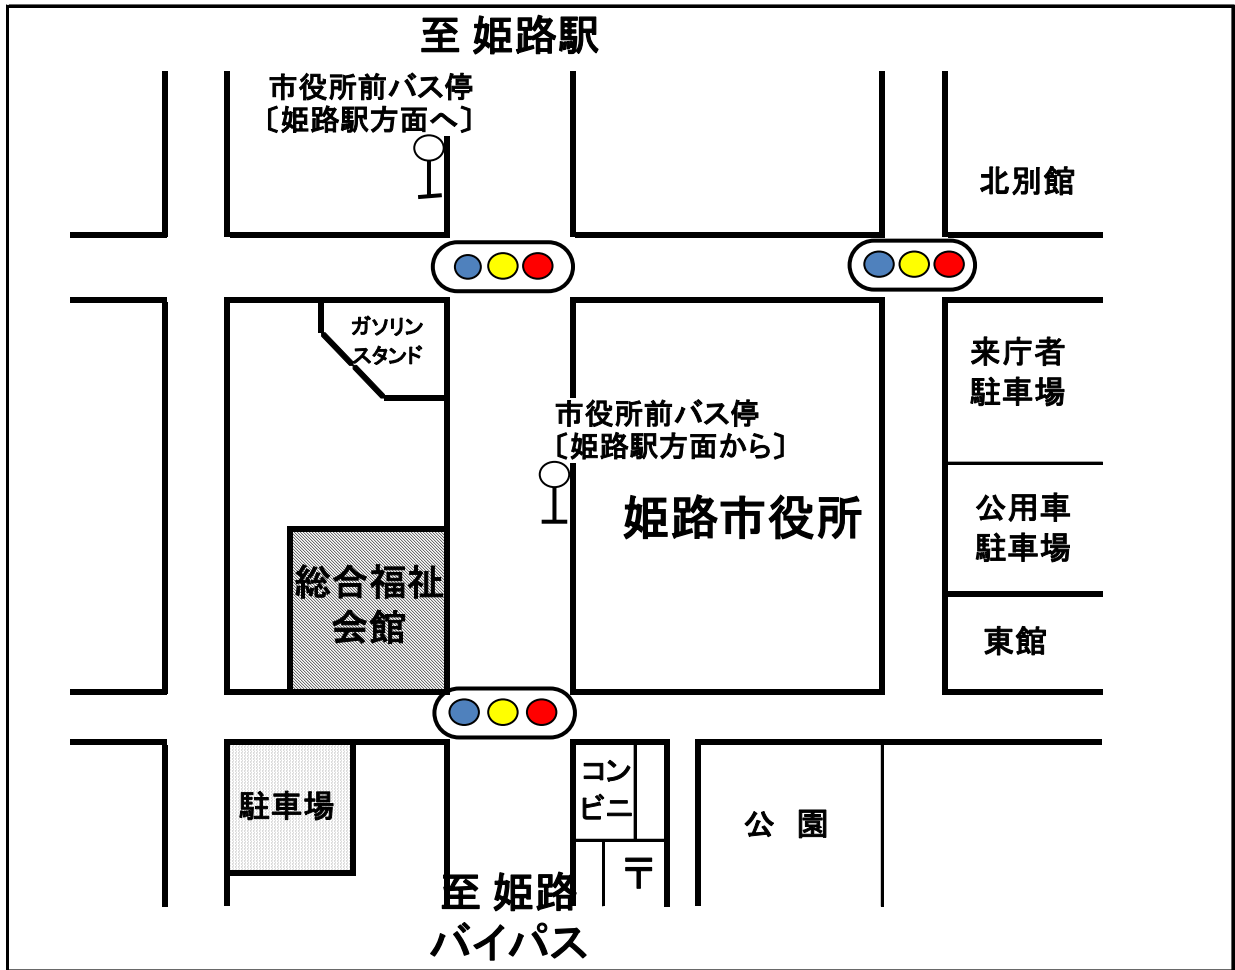 至 姫路駅
市役所前バス停
〔姫路駅方面へ〕
北別館
ガソリン
スタンド
来庁者
駐車場
市役所前バス停
〔姫路駅方面から〕
姫路市役所
公用車
駐車場
総合福祉
会館
東館
コン
ビニ
駐車場
公 園
〒
至 姫路
バイパス